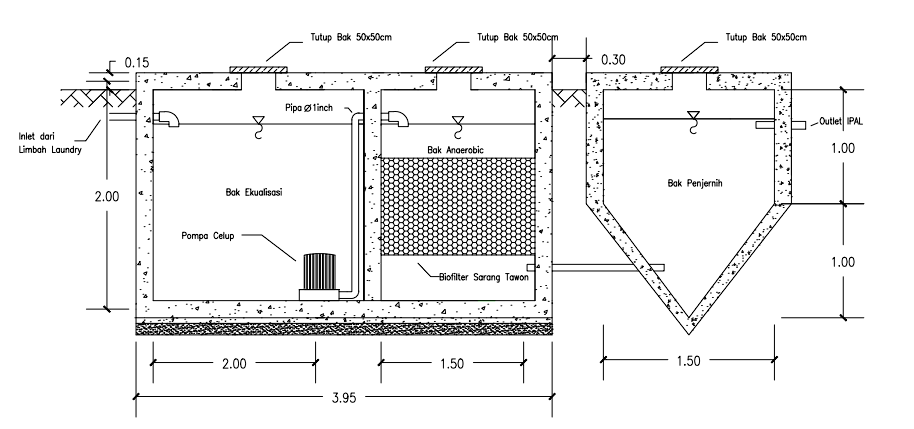 Tutup Bak 50x50cm
Tutup Bak 50x50cm
Tutup Bak 50x50cm
0.15
0.30
Pipa Ø1inch
Inlet dari
Limbah Laundry
Outlet IPAL
Bak Anaerobic
1.00
Bak Ekualisasi
Bak Penjernih
2.00
Pompa Celup
1.00
Biofilter Sarang Tawon
2.00
1.50
1.50
3.95